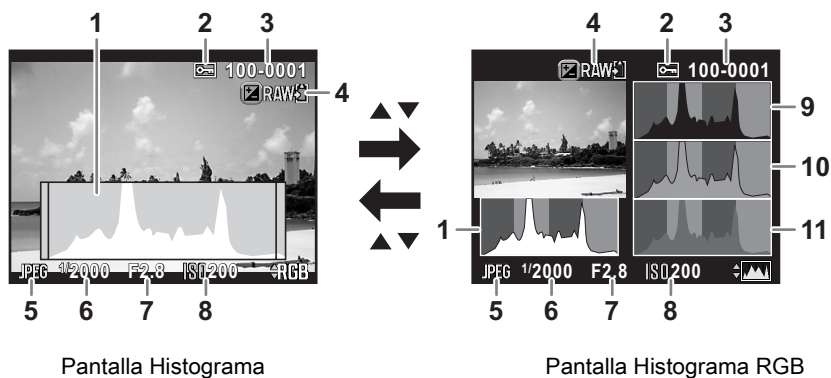 1 2 3
100-0001
RAW
4
1
JPEG 1/2000 F2.8 ISO200 RGB
5 6 7 8
Pantalla Histograma
4 2 3
RAW 100-0001
9
10
1
11
JPEG 1/2000 F2.8 ISO200
5 6 7 8
Pantalla Histograma RGB